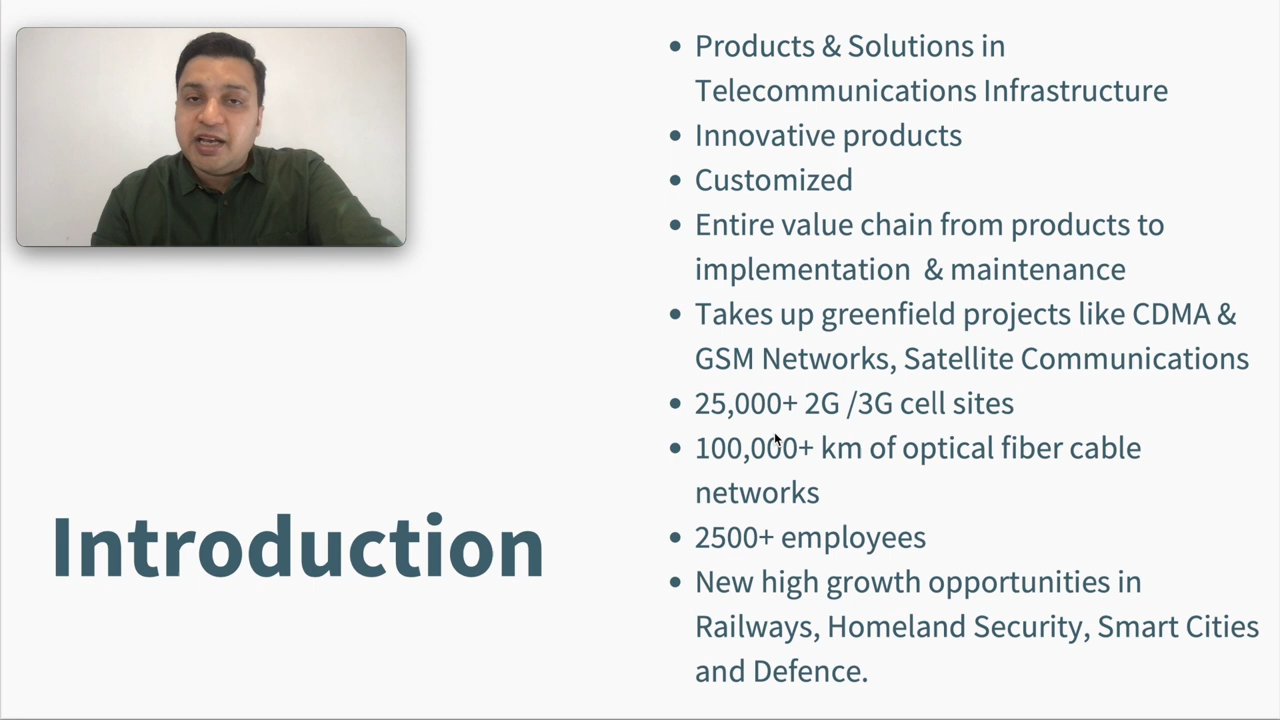 Introduction
• Products & Solutions in
Telecommunications Infrastructure
• Innovative products
• Customized
• Entire value chain from products to
implementation & maintenance
• Takes up greenfield projects like CDMA &
GSM Networks, Satellite Communications
• 25,000+ 2G /3G cell sites
• 100,000+ km of optical fiber cable
networks
• 2500+ employees
• New high growth opportunities in
Railways, Homeland Security, Smart Cities
and Defence.